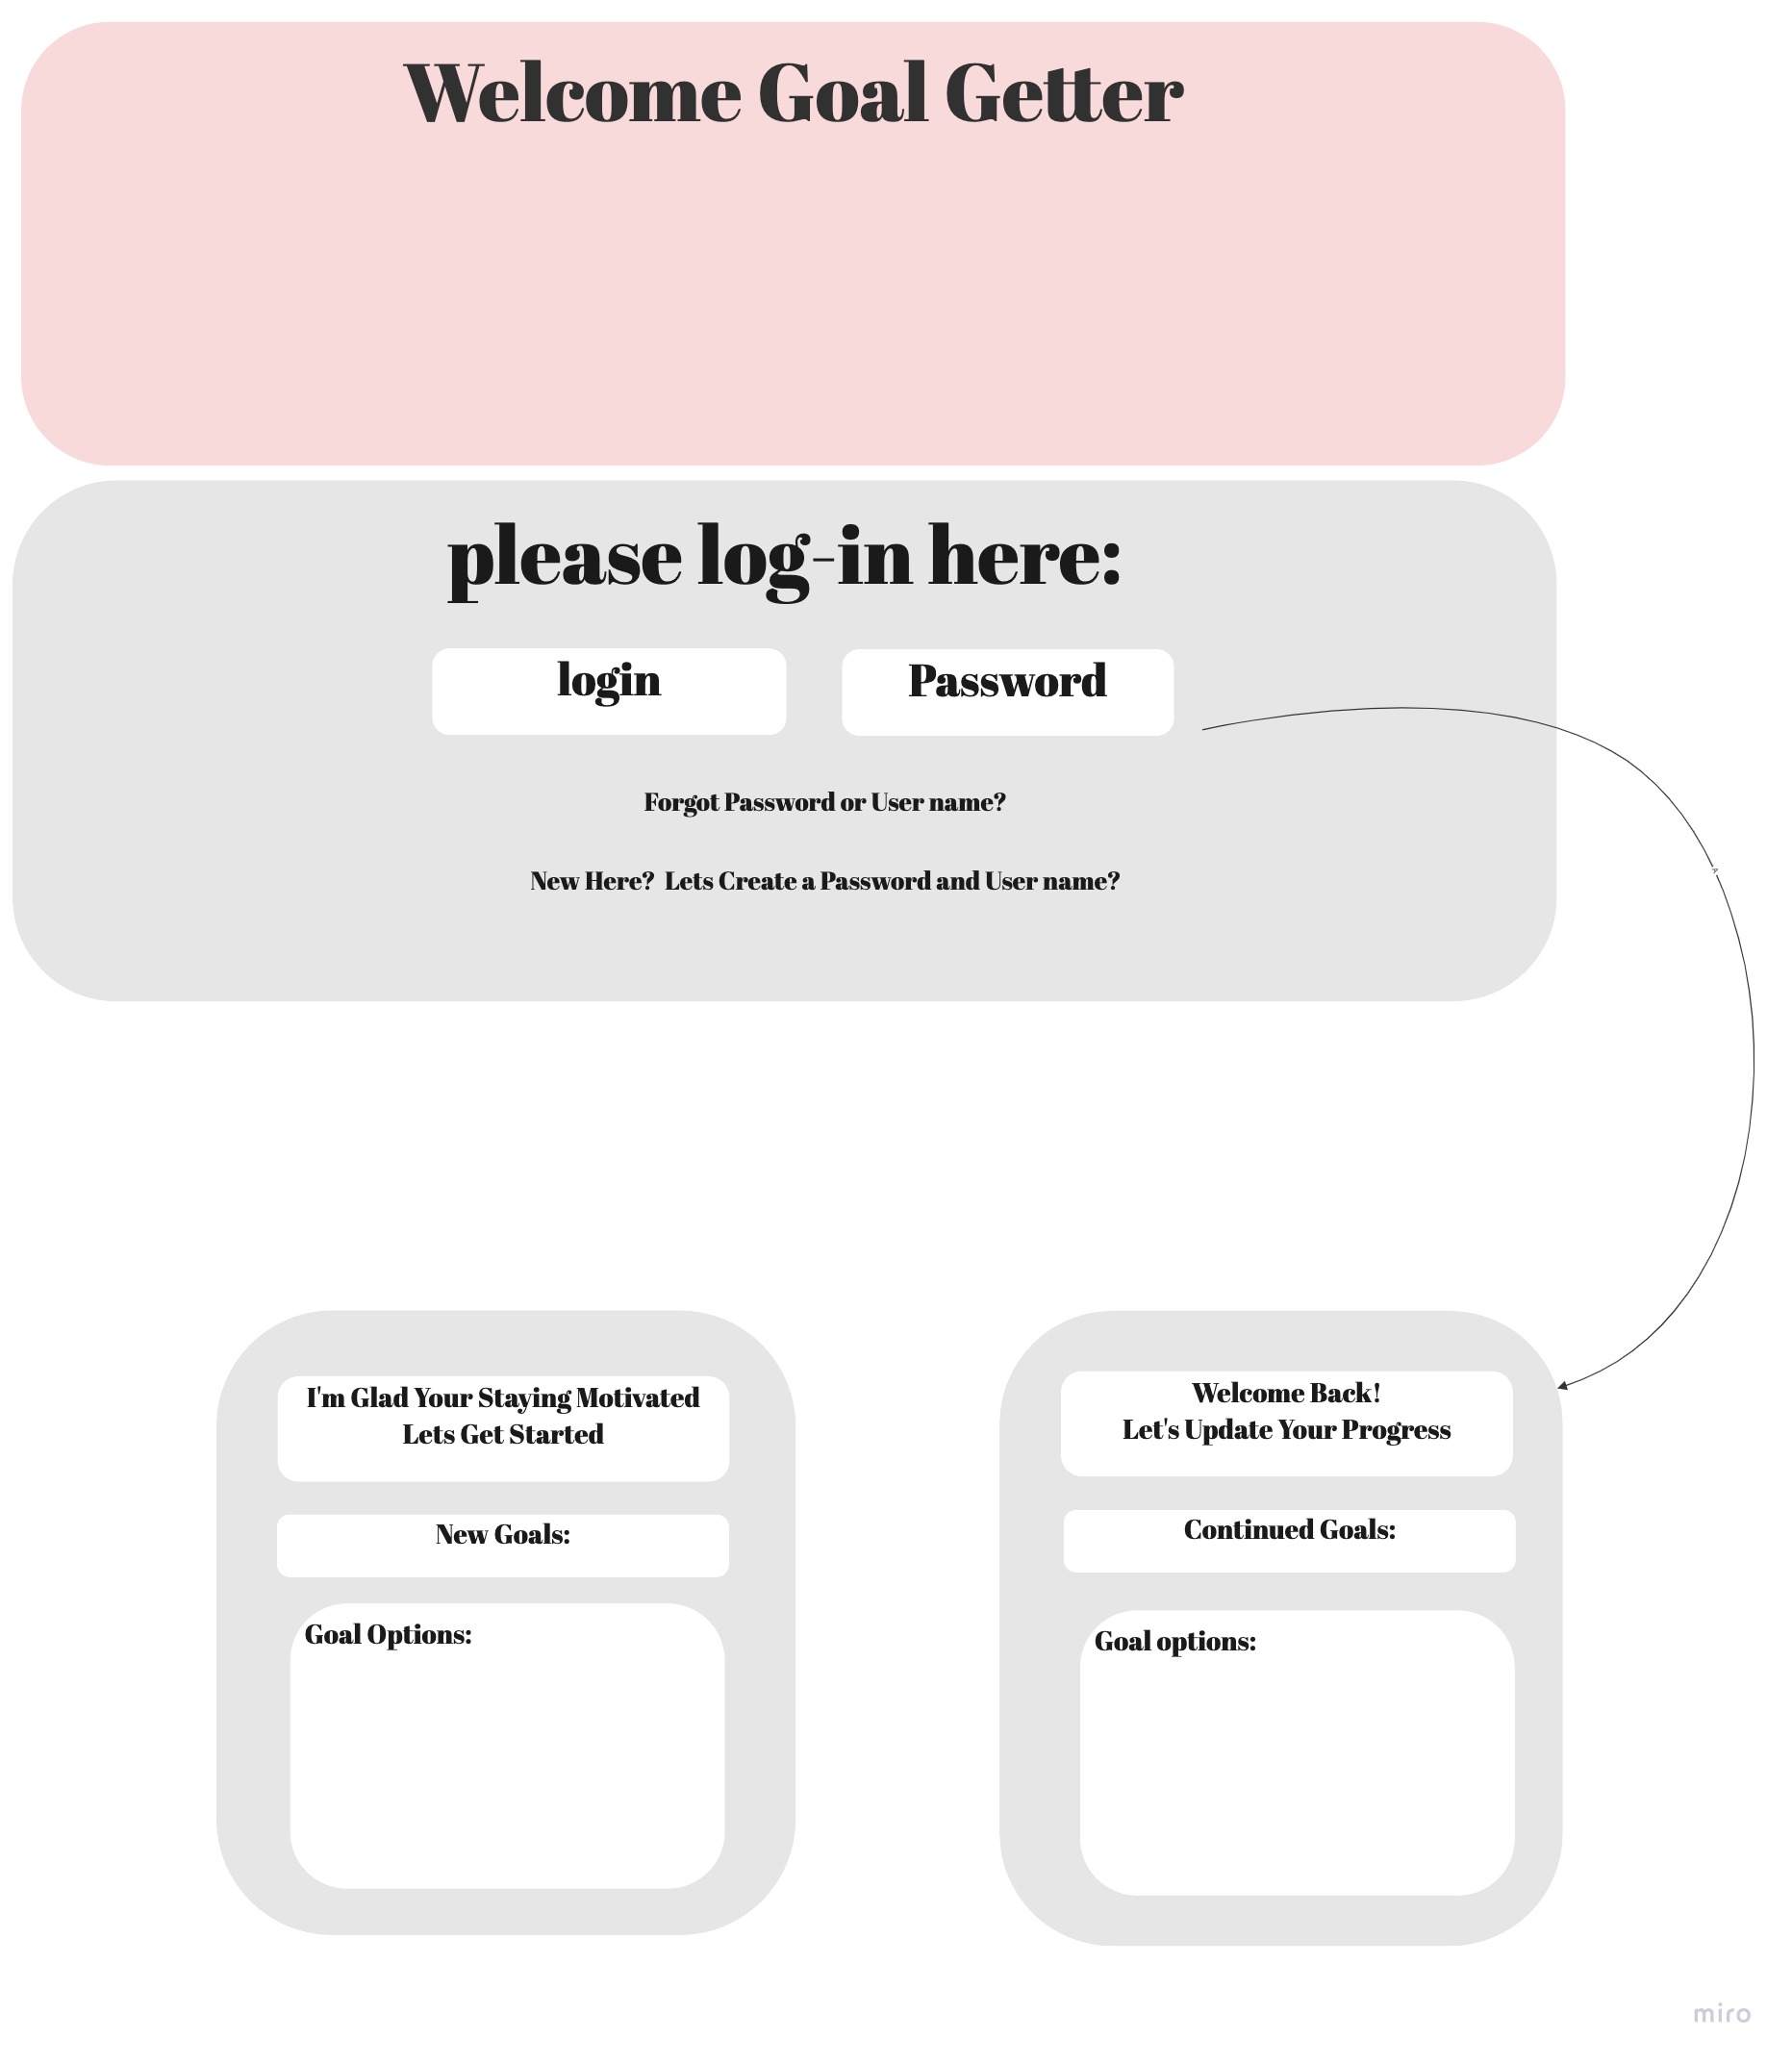 Welcome Goal Getter
please log-in here:
login
Password
Forgot Password or User name?
New Here? Lets Create a Password and User name?
I'm Glad Your Staying Motivated
Lets Get Started
New Goals:
Goal Options:
Welcome Back!
Let's Update Your Progress
Continued Goals:
Goal options:
miro